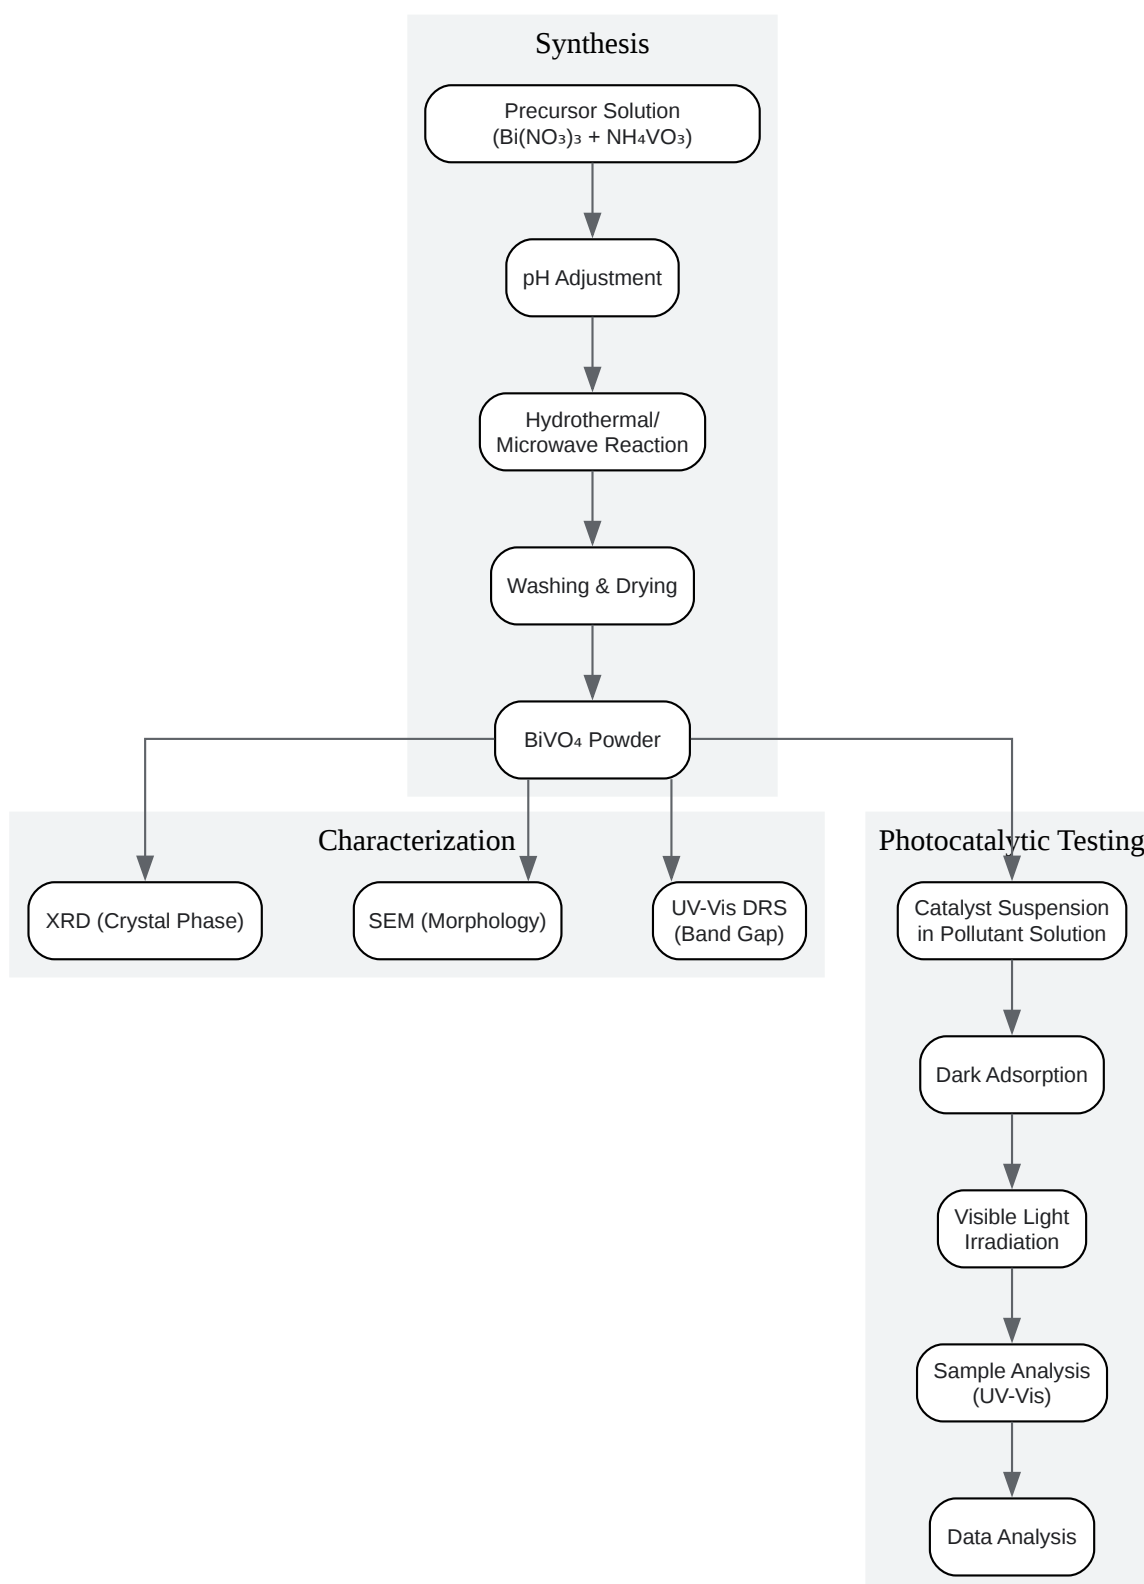 Synthesis
Precursor Solution
(Bi(NO₃)₃ + NH₄VO₃)
pH Adjustment
Hydrothermal/
Microwave Reaction
Washing & Drying
BiVO₄ Powder
Characterization
XRD (Crystal Phase)
SEM (Morphology)
UV-Vis DRS
(Band Gap)
Photocatalytic Testing
Catalyst Suspension
in Pollutant Solution
Dark Adsorption
Visible Light
Irradiation
Sample Analysis
(UV-Vis)
Data Analysis